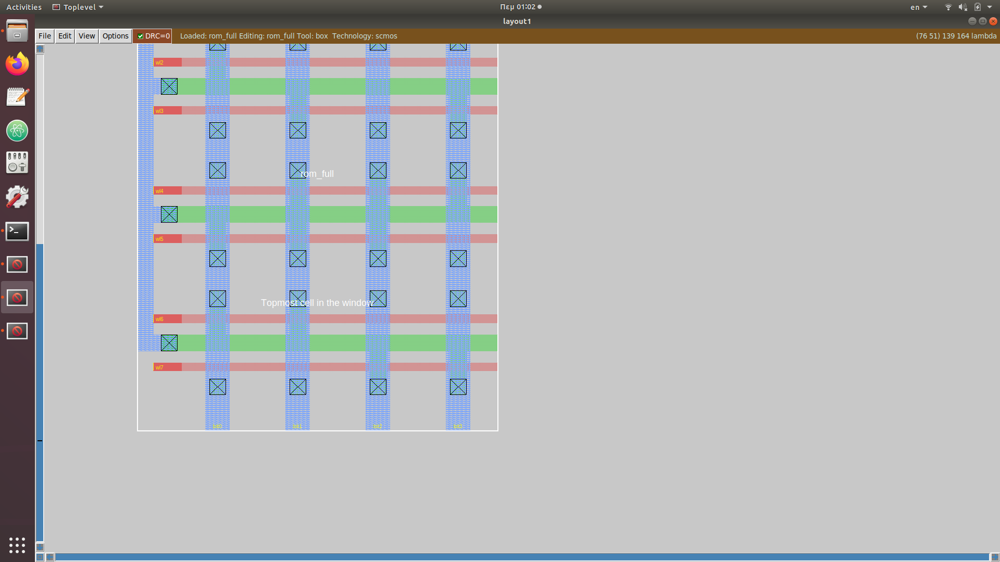 Activities Toplevel Πεμ 01:02 en
layout1
File Edit View Options DRC=0 Loaded: rom_full Editing: rom_full Tool: box Technology: scmos (76 51) 139 164 lambda
wl2
wl3
rom_full
wl4
wl5
Topmost cell in the window
wl6
wl7
bit0 bit1 bit2 bit3